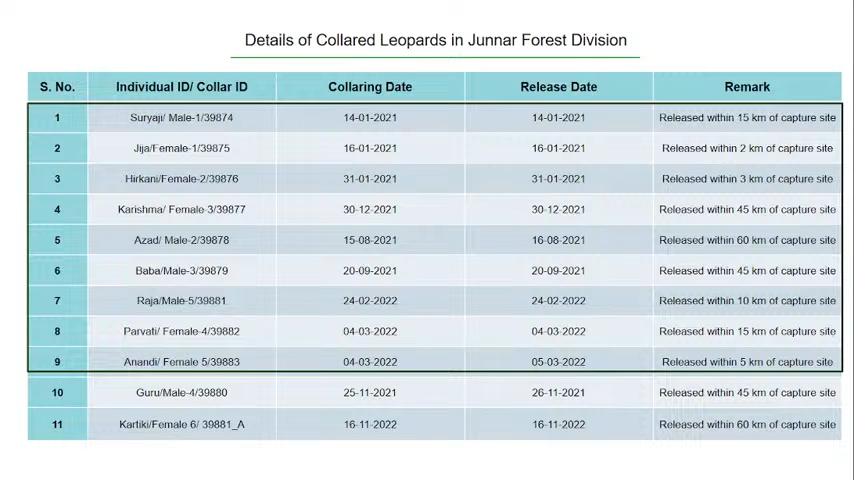 Details of Collared Leopards in Junnar Forest Division
S. No. Individual ID/ Collar ID Collaring Date Release Date Remark
1 Suryaji/ Male-1/39874 14-01-2021 14-01-2021 Released within 15 km of capture site
2 Jija/Female-1/39875 16-01-2021 16-01-2021 Released within 2 km of capture site
3 Hirkani/Female-2/39876 31-01-2021 31-01-2021 Released within 3 km of capture site
4 Karishma/ Female-3/39877 30-12-2021 30-12-2021 Released within 45 km of capture site
5 Azad/ Male-2/39878 15-08-2021 16-08-2021 Released within 60 km of capture site
6 Baba/Male-3/39879 20-09-2021 20-09-2021 Released within 45 km of capture site
7 Raja/Male-5/39881 24-02-2022 24-02-2022 Released within 10 km of capture site
8 Parvati/ Female-4/39882 04-03-2022 04-03-2022 Released within 15 km of capture site
9 Anandi/ Female 5/39883 04-03-2022 05-03-2022 Released within 5 km of capture site
10 Guru/Male-4/39880 25-11-2021 26-11-2021 Released within 45 km of capture site
11 Kartiki/Female 6/ 39881_A 16-11-2022 16-11-2022 Released within 60 km of capture site